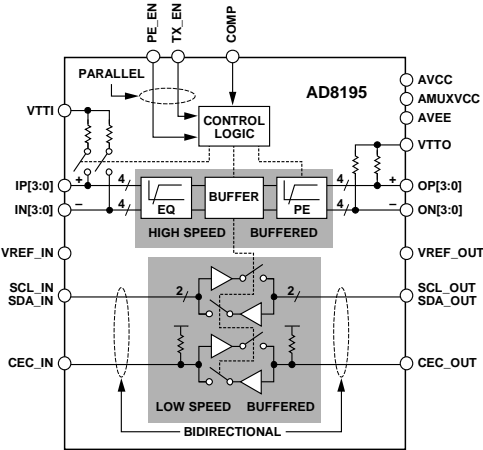 PE_EN
TX_EN
COMP
PARALLEL
AD8195
AVCC
AMUXVCC
AVEE
VTTI
CONTROL
LOGIC
VTTO
IP[3:0]
+
4
4
+
OP[3:0]
EQ
BUFFER
PE
IN[3:0]
–
4
4
–
ON[3:0]
HIGH SPEED
BUFFERED
VREF_IN
VREF_OUT
SCL_IN
SDA_IN
2
2
SCL_OUT
SDA_OUT
CEC_IN
CEC_OUT
LOW SPEED
BUFFERED
BIDIRECTIONAL